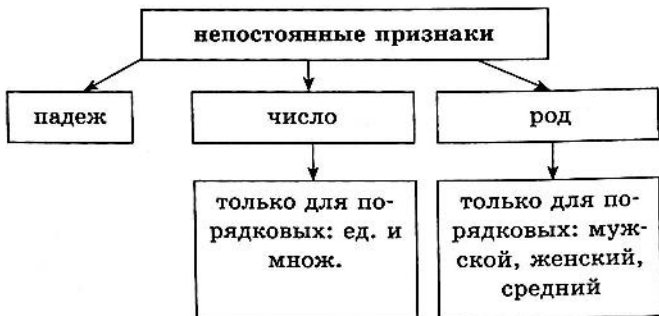 непостоянные признаки
падеж
число
род
только для по-
рядковых: ед. и
множ.
только для по-
рядковых: муж-
ской, женский,
средний